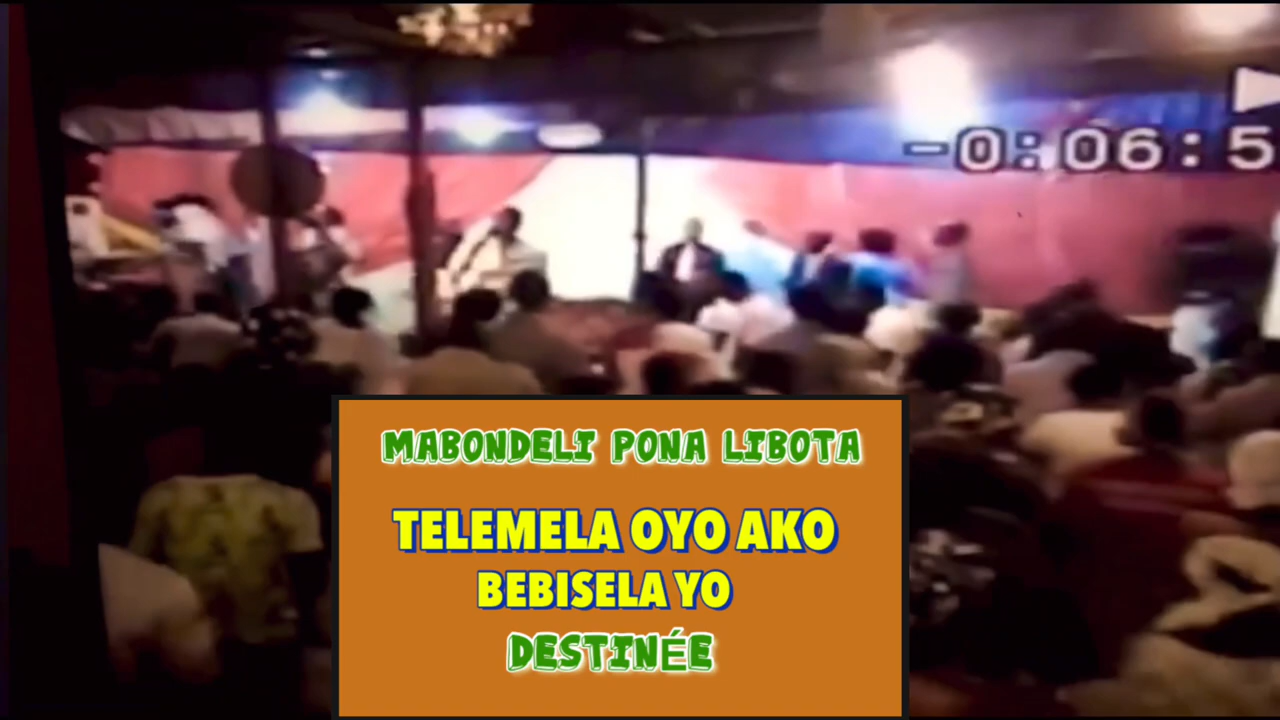 -0:06:5
MABONDELI PONA LIBOTA
TELEMELA OYO AKO
BEBISELA YO
DESTINÉE